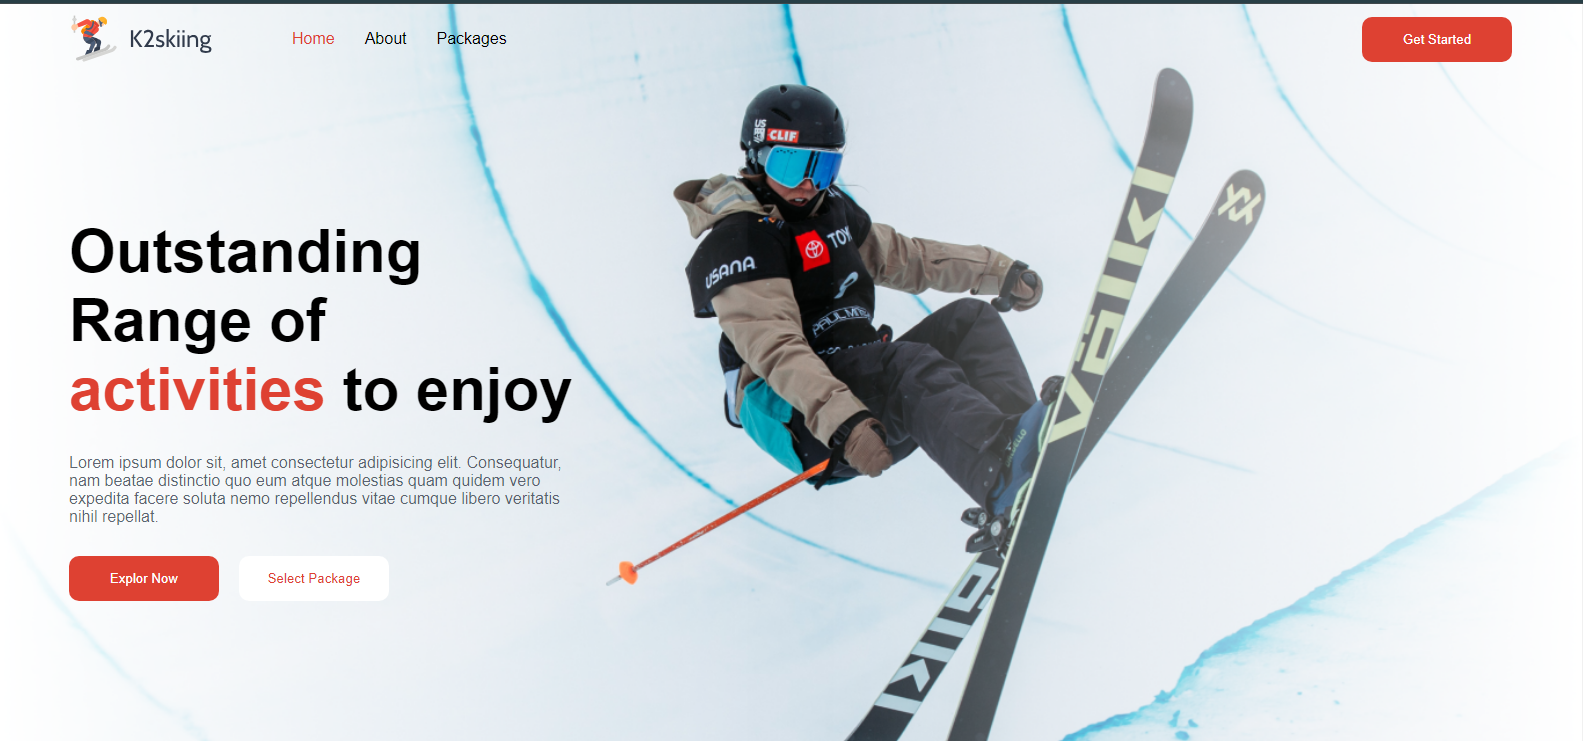 K2skiing
Home About Packages
Get Started
US
CLIF
TOY
USANA
VÖLKL
Outstanding
Range of
activities to enjoy
Lorem ipsum dolor sit, amet consectetur adipisicing elit. Consequatur,
nam beatae distinctio quo eum atque molestias quam quidem vero
expedita facere soluta nemo repellendus vitae cumque libero veritatis
nihil repellat.
Explor Now
Select Package